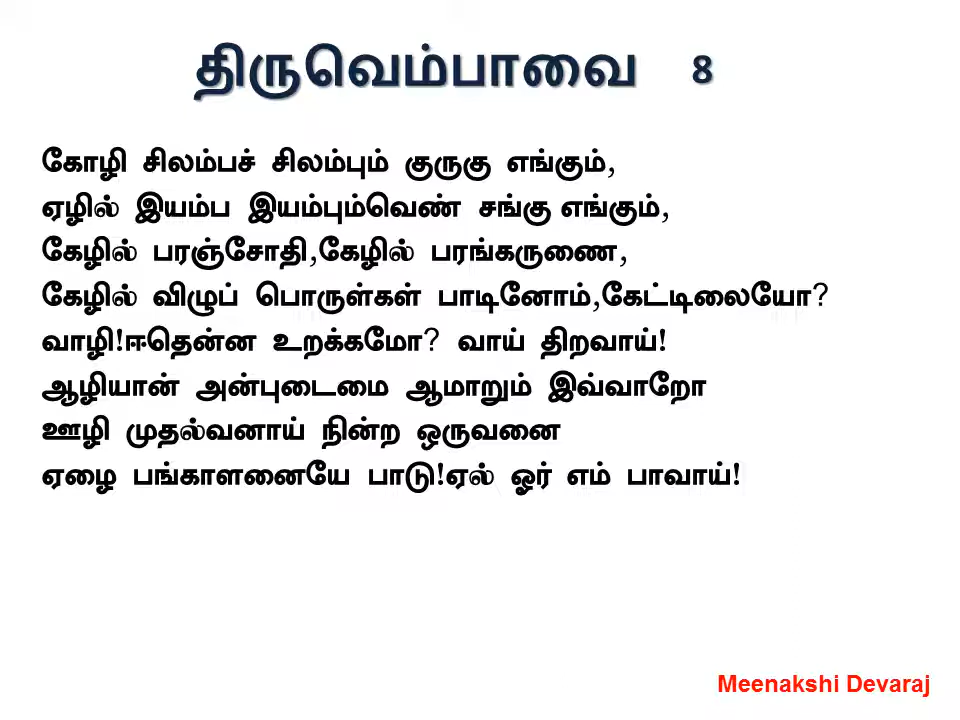 திருவெம்பாவை 8
கோழி சிலம்பச் சிலம்பும் குருகு எங்கும்,
ஏழில் இயம்ப இயம்பும்வெண் சங்கு எங்கும்,
கேழில் பரஞ்சோதி,கேழில் பரங்கருணை,
கேழில் விழுப் பொருள்கள் பாடினோம்,கேட்டிலையோ?
வாழி!ஈதென்ன உறக்கமோ? வாய் திறவாய்!
ஆழியான் அன்புடைமை ஆமாறும் இவ்வாறோ
ஊழி முதல்வனாய் நின்ற ஒருவனை
ஏழை பங்காளனையே பாடு!ஏல் ஓர் எம் பாவாய்!
Meenakshi Devaraj